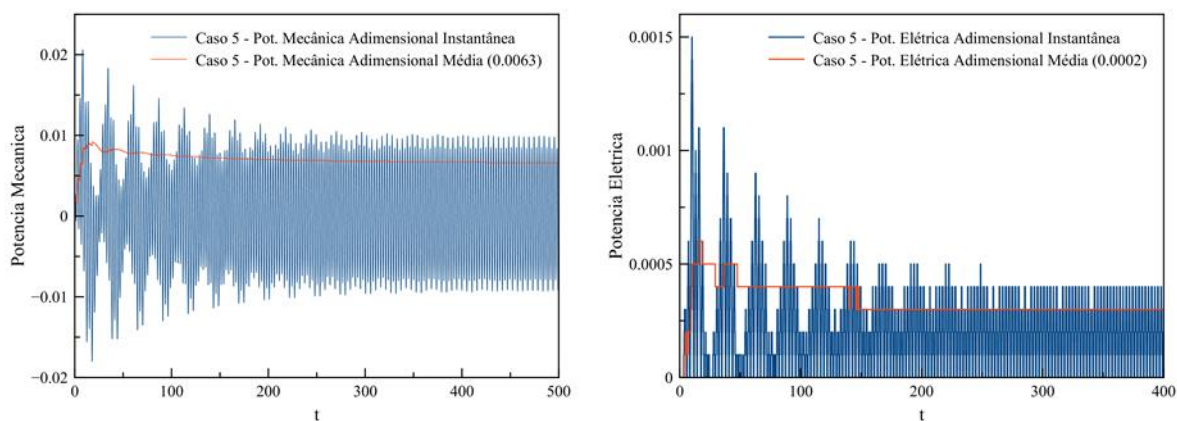 Caso 5 - Pot. Mecânica Adimensional Instantânea
Caso 5 - Pot. Mecânica Adimensional Média (0.0063)
Potencia Mecanica
0.02
0.01
0
−0.01
−0.02
0
100
200
300
400
500
t
Caso 5 - Pot. Elétrica Adimensional Instantânea
Caso 5 - Pot. Elétrica Adimensional Média (0.0002)
Potencia Eletrica
0.0015
0.001
0.0005
0
0
100
200
300
400
t